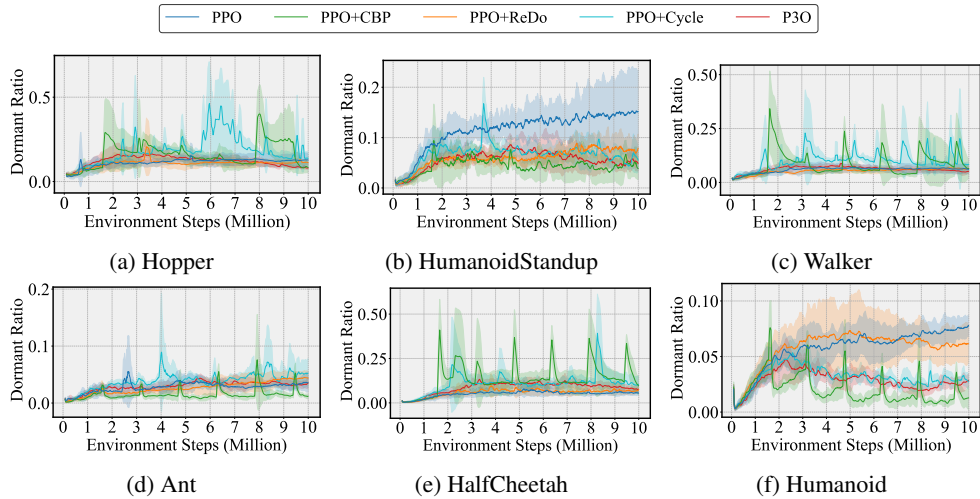 PPO PPO+CBP PPO+ReDo PPO+Cycle P3O
Dormant Ratio
0.5
0.0
0 1 2 3 4 5 6 7 8 9 10
Environment Steps (Million)
(a) Hopper
Dormant Ratio
0.2
0.1
0.0
0 1 2 3 4 5 6 7 8 9 10
Environment Steps (Million)
(b) HumanoidStandup
Dormant Ratio
0.50
0.25
0.00
0 1 2 3 4 5 6 7 8 9 10
Environment Steps (Million)
(c) Walker
Dormant Ratio
0.2
0.1
0.0
0 1 2 3 4 5 6 7 8 9 10
Environment Steps (Million)
(d) Ant
Dormant Ratio
0.50
0.25
0.00
0 1 2 3 4 5 6 7 8 9 10
Environment Steps (Million)
(e) HalfCheetah
Dormant Ratio
0.10
0.05
0.00
0 1 2 3 4 5 6 7 8 9 10
Environment Steps (Million)
(f) Humanoid